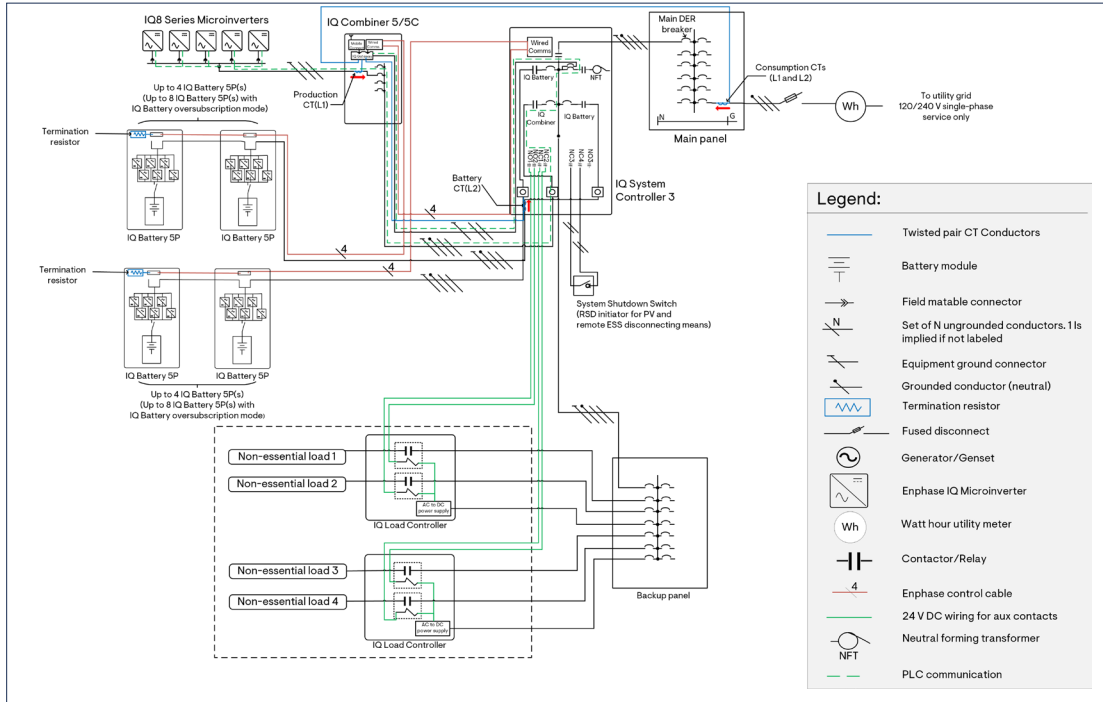 IQ8 Series Microinverters
IQ Combiner 5/5C
Main DER
breaker
Wired
Comms
Consumption CTs
(L1 and L2)
IQ Battery
NFT
Production
CT(L1)
To utility grid
120/240 V single-phase
service only
Wh
Up to 4 IQ Battery 5P(s)
(Up to 8 IQ Battery 5P(s) with
IQ Battery oversubscription mode)
N
G
Main panel
IQ
Combiner
IQ Battery
Termination
resistor
NO1
NO2
NC1
NC2
NC3
NC4
NO3
Battery
CT(L2)
IQ System
Controller 3
4
IQ Battery 5P
IQ Battery 5P
4
4
Termination
resistor
System Shutdown Switch
(RSD initiator for PV and
remote ESS disconnecting means)
IQ Battery 5P
IQ Battery 5P
Up to 4 IQ Battery 5P(s)
(Up to 8 IQ Battery 5P(s) with
IQ Battery oversubscription mode)
Non-essential load 1
Non-essential load 2
AC to DC
power supply
IQ Load Controller
Non-essential load 3
Non-essential load 4
AC to DC
power supply
IQ Load Controller
Backup panel
Legend:
Twisted pair CT Conductors
Battery module
Field matable connector
N
Set of N ungrounded conductors. 1 Is
implied if not labeled
Equipment ground connector
Grounded conductor (neutral)
Termination resistor
Fused disconnect
Generator/Genset
Enphase IQ Microinverter
Wh
Watt hour utility meter
Contactor/Relay
4
Enphase control cable
24 V DC wiring for aux contacts
Neutral forming transformer
NFT
PLC communication